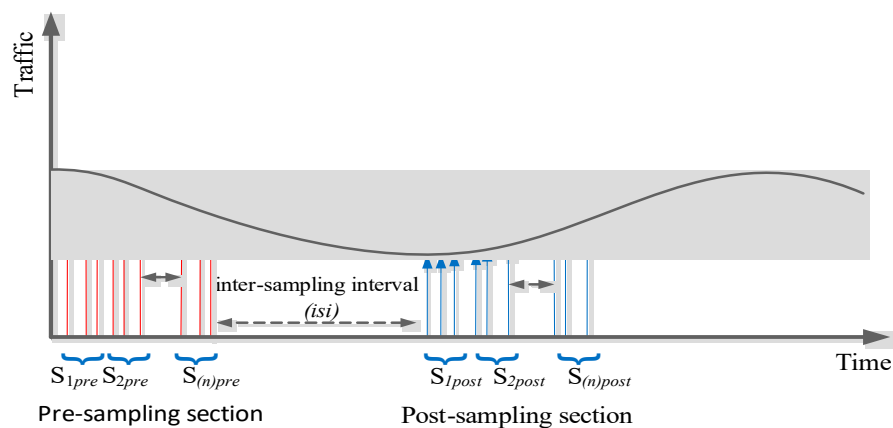 Traffic
inter-sampling interval
(isi)
Time
S1pre S2pre S(n)pre S1post S2post S(n)post
Pre-sampling section Post-sampling section